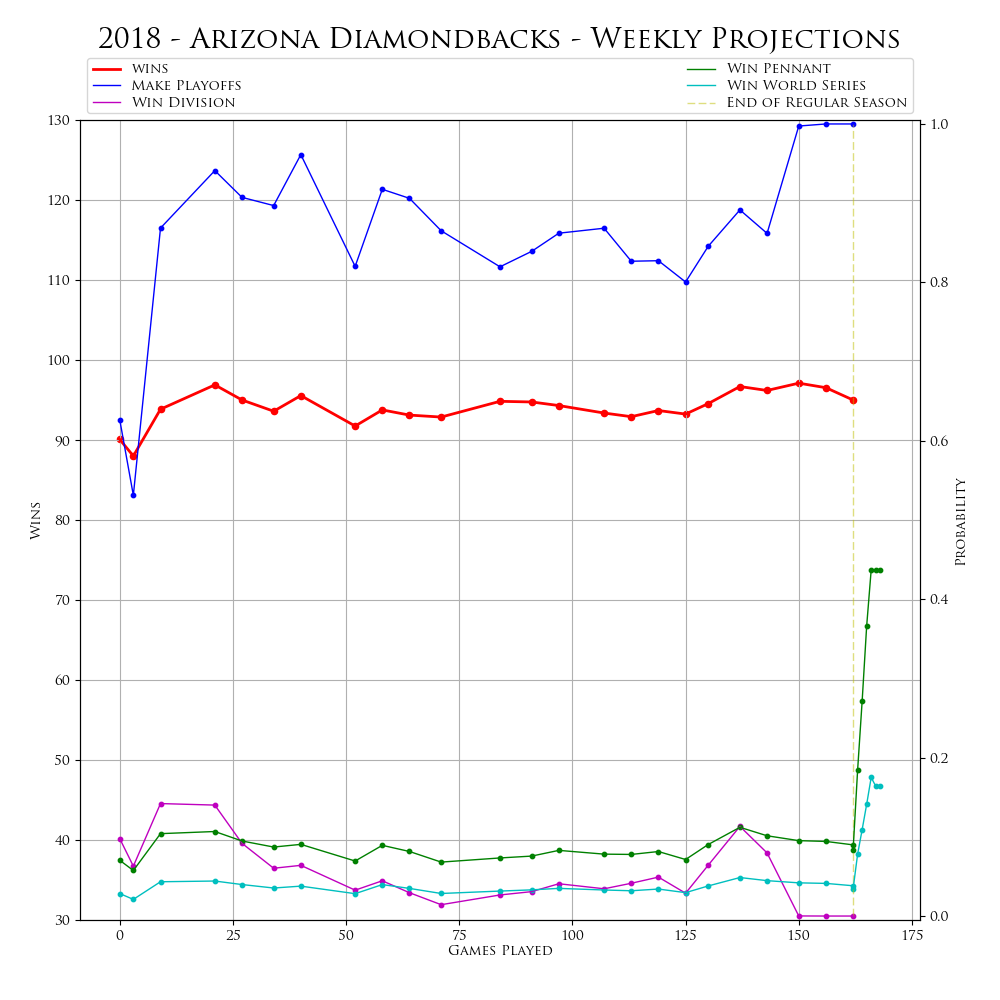 2018 - Arizona Diamondbacks - Weekly Projections
wins
Make Playoffs
Win Division
Win Pennant
Win World Series
End of Regular Season
130
120
110
100
90
80
70
60
50
40
30
Wins
1.0
0.8
0.6
0.4
0.2
0.0
Probability
0 25 50 75 100 125 150 175
Games Played